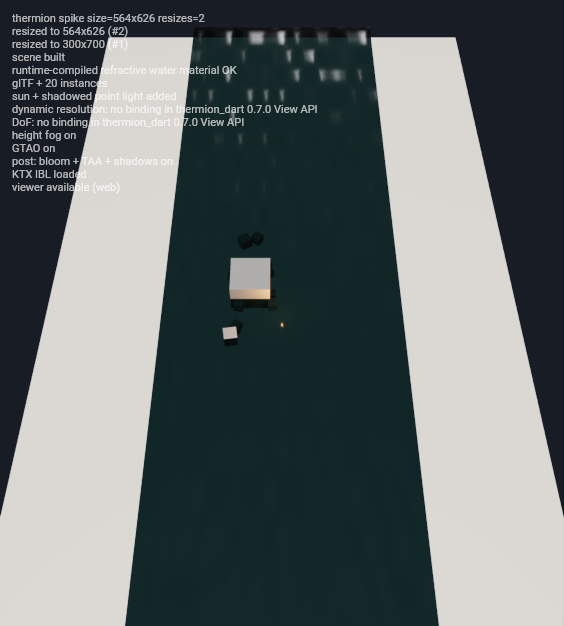 thermion spike size=564x626 resizes=2
resized to 564x626 (#2)
resized to 300x700 (#1)
scene built
runtime-compiled refractive water material OK
glTF + 20 instances
sun + shadowed point light added
dynamic resolution: no binding in thermion_dart 0.7.0 View API
DoF: no binding in thermion_dart 0.7.0 View API
height fog on
GTAO on
post: bloom + TAA + shadows on
KTX IBL loaded
viewer available (web)